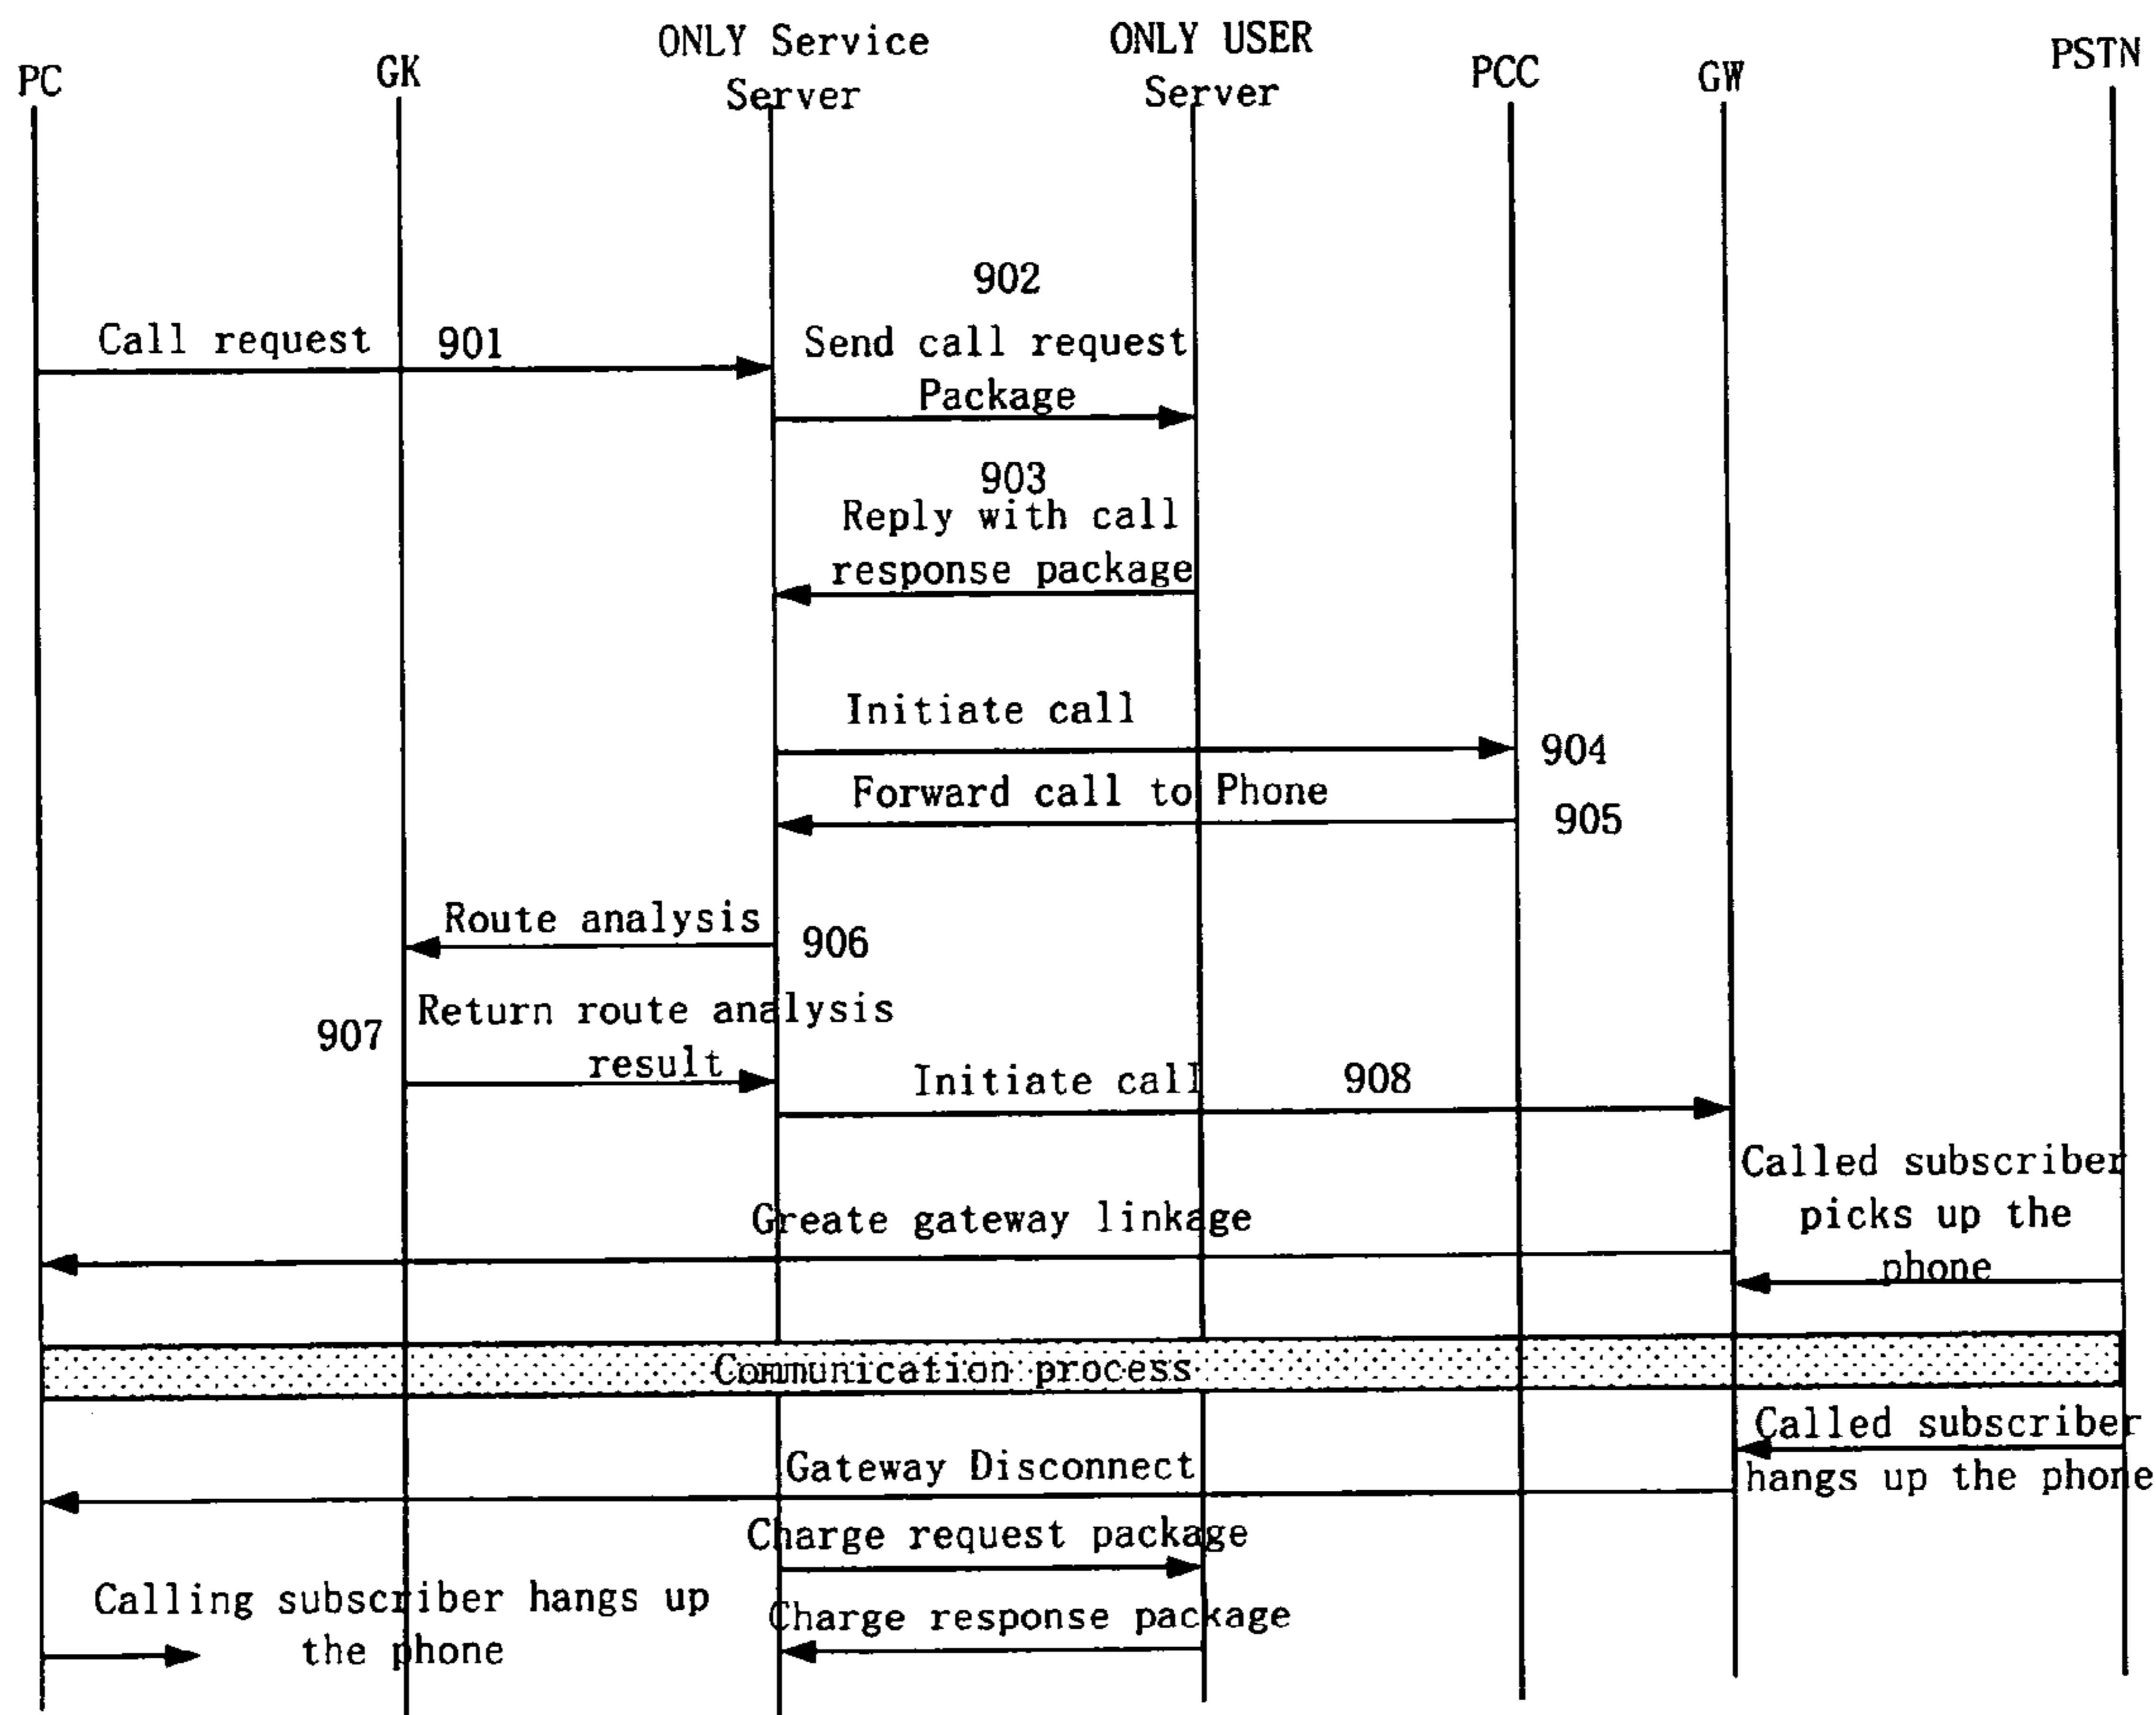 PC
GK
ONLY Service
Server
ONLY USER
Server
PCC
GW
PSTN
902
Call request
901
Send call request
Package
903
Reply with call
response package
Initiate call
904
Forward call to Phone
905
Route analysis
906
907
Return route analysis
result
Initiate call
908
Called subscriber
picks up the
phone
Greate gateway linkage
Communication process
Called subscriber
hangs up the phone
Gateway Disconnect
Charge request package
Calling subscriber hangs up
the phone
Charge response package